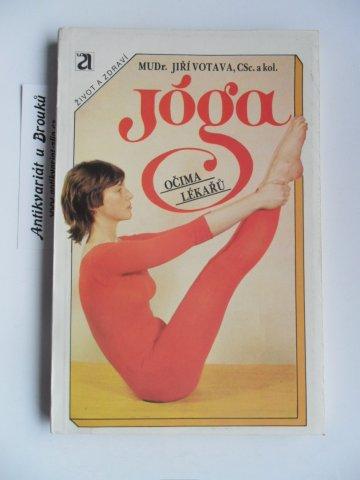 ŽIVOT A ZDRAVÍ
MUDr. JIŘÍ VOTAVA, CSc. a kol.
Jóga
OČIMA
LÉKAŘŮ
Antikvariát u Brouků